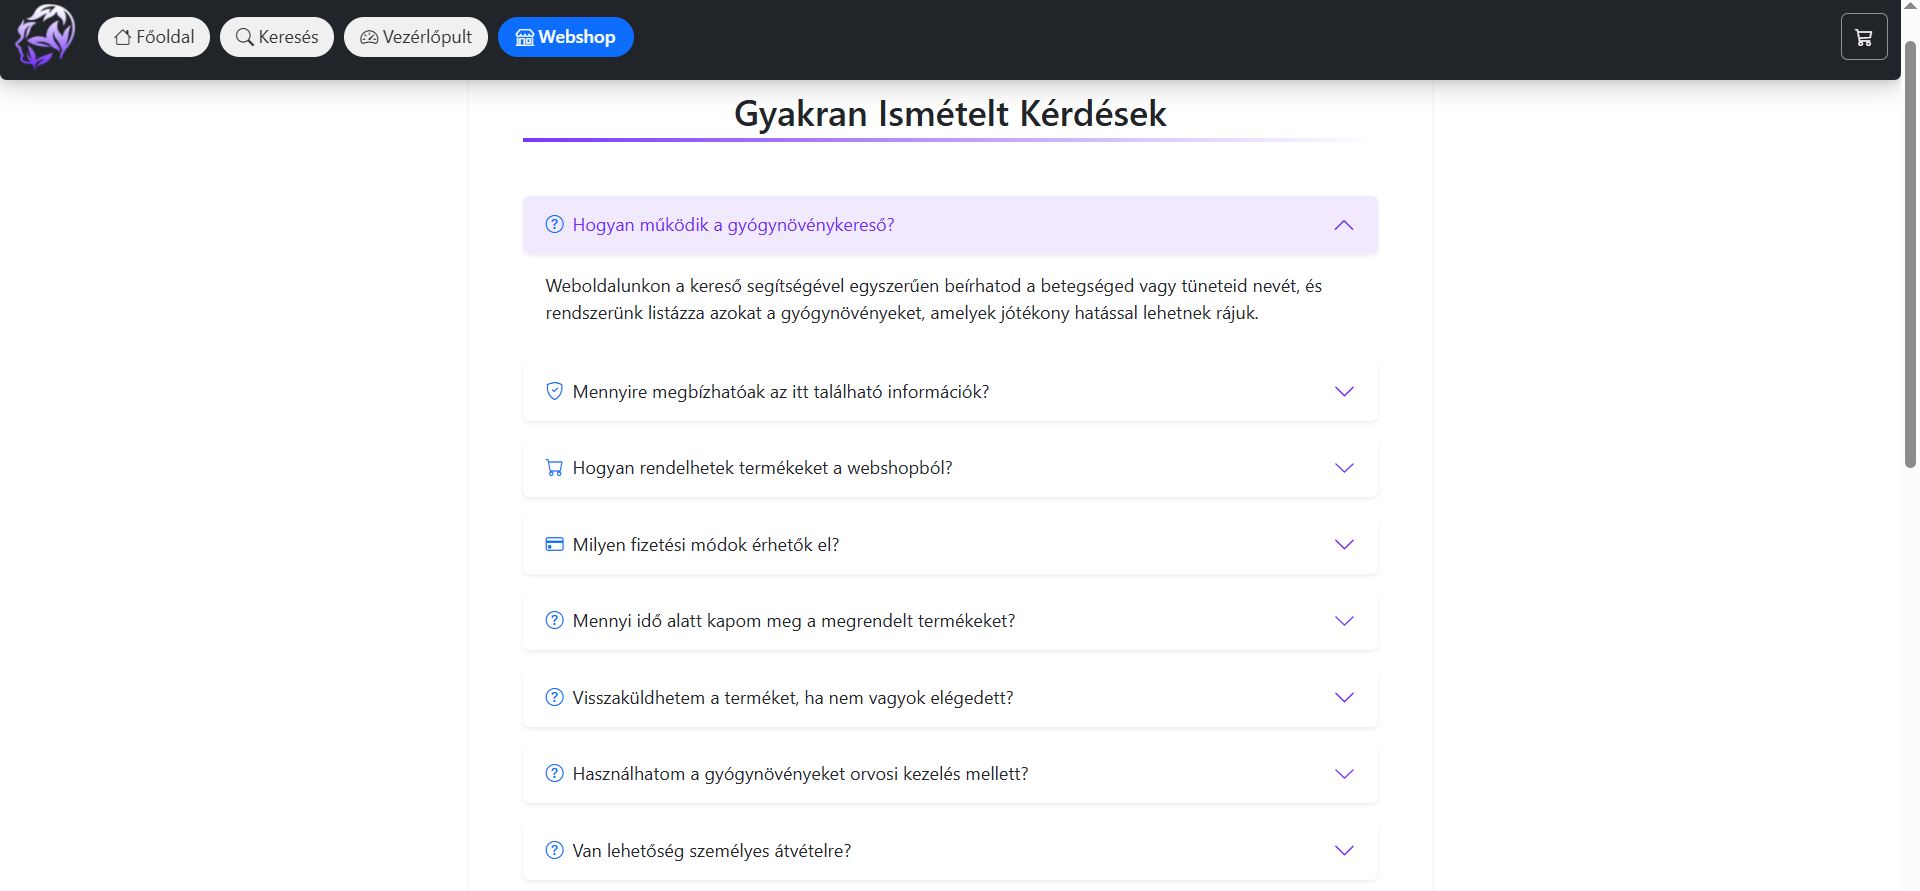 Főoldal
Keresés
Vezérlőpult
Webshop
Gyakran Ismételt Kérdések
Hogyan működik a gyógynövénykereső?
Weboldalunkon a kereső segítségével egyszerűen beírhatod a betegséged vagy tüneteid nevét, és
rendszerünk listázza azokat a gyógynövényeket, amelyek jótékony hatással lehetnek rájuk.
Mennyire megbízhatóak az itt található információk?
Hogyan rendelhetek termékeket a webshopból?
Milyen fizetési módok érhetők el?
Mennyi idő alatt kapom meg a megrendelt termékeket?
Visszaküldhetem a terméket, ha nem vagyok elégedett?
Használhatom a gyógynövényeket orvosi kezelés mellett?
Van lehetőség személyes átvételre?